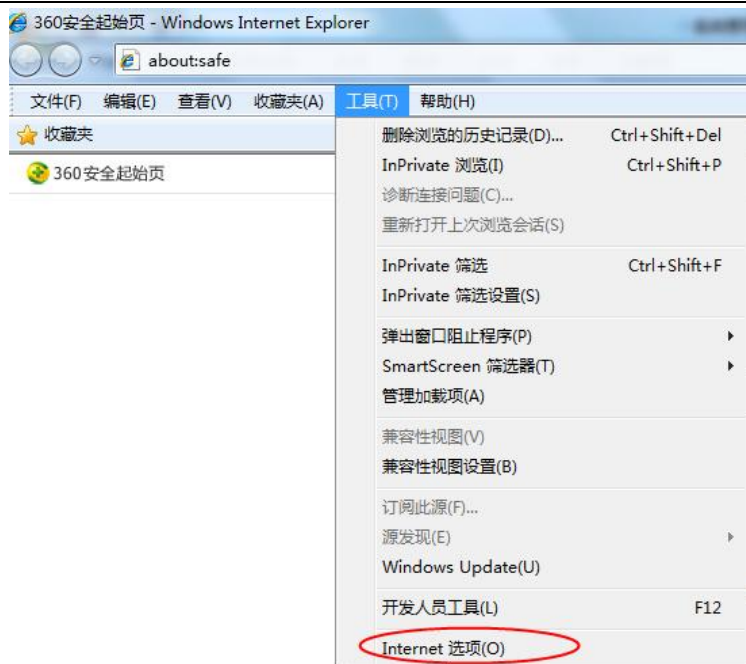 360安全起始页 - Windows Internet Explorer
about:safe
文件(F) 编辑(E) 查看(V) 收藏夹(A) 工具(T) 帮助(H)
收藏夹
360安全起始页
删除浏览的历史记录(D)... Ctrl+Shift+Del
InPrivate 浏览(I) Ctrl+Shift+P
诊断连接问题(C)...
重新打开上次浏览会话(S)
InPrivate 筛选 Ctrl+Shift+F
InPrivate 筛选设置(S)
弹出窗口阻止程序(P)
SmartScreen 筛选器(T)
管理加载项(A)
兼容性视图(V)
兼容性视图设置(B)
订阅此源(F)...
源发现(E)
Windows Update(U)
开发人员工具(L) F12
Internet 选项(O)